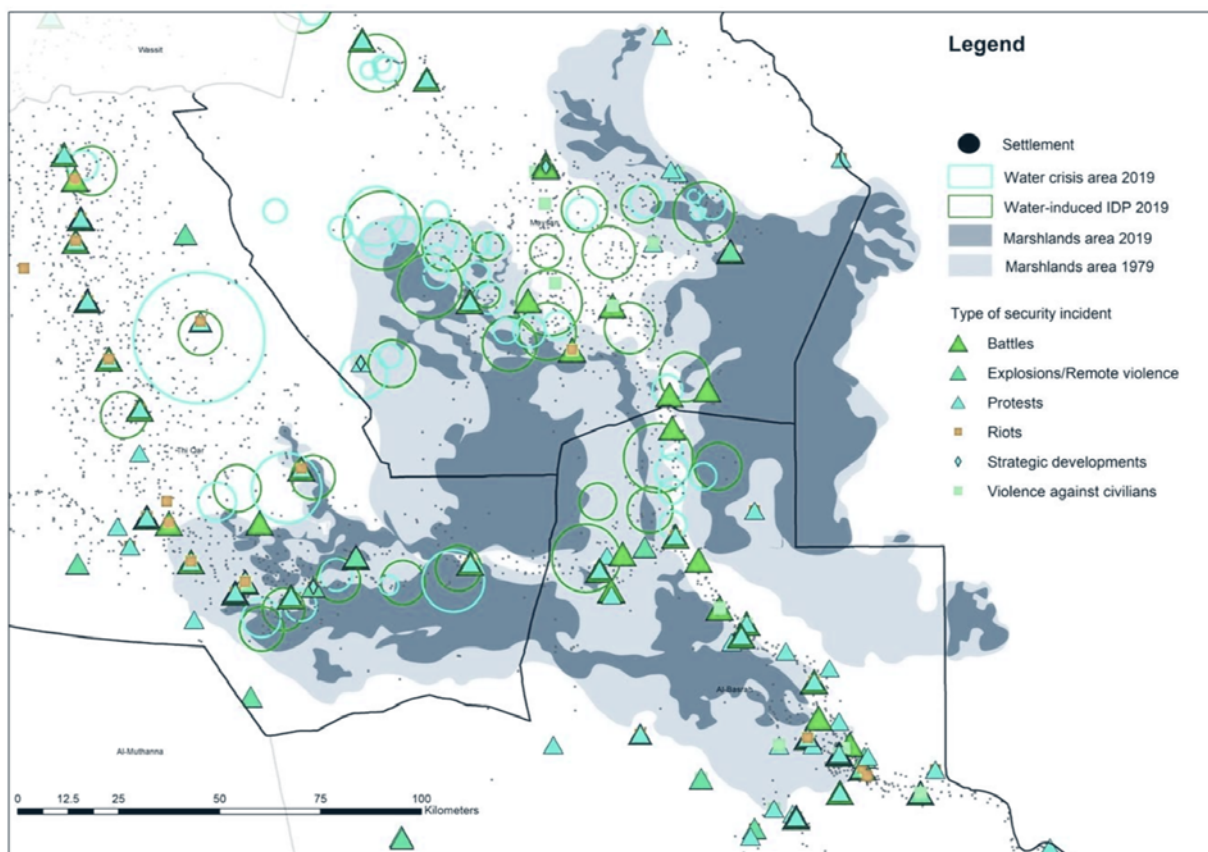 Wassit
Legend
Settlement
Water crisis area 2019
Water-induced IDP 2019
Marshlands area 2019
Marshlands area 1979
Type of security incident
Battles
Explosions/Remote violence
Protests
Riots
Strategic developments
Violence against civilians
Thi Qar
Al-Basrah
Al-Muthanna
0 12.5 25 50 75 100
Kilometers